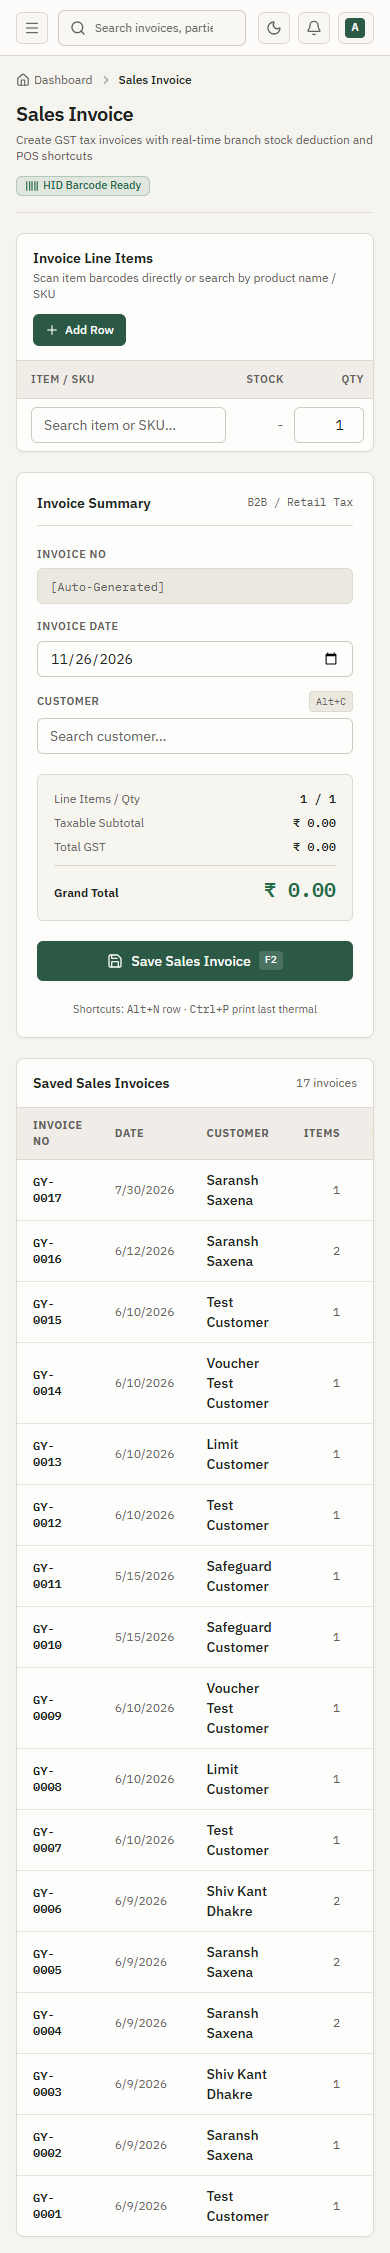 Search invoices, partie
A
Dashboard > Sales Invoice
Sales Invoice
Create GST tax invoices with real-time branch stock deduction and
POS shortcuts
HID Barcode Ready
Invoice Line Items
Scan item barcodes directly or search by product name /
SKU
+ Add Row
ITEM / SKU STOCK QTY
Search item or SKU... - 1
Invoice Summary B2B / Retail Tax
INVOICE NO
[Auto-Generated]
INVOICE DATE
11/26/2026
CUSTOMER Alt+C
Search customer...
Line Items / Qty 1 / 1
Taxable Subtotal ₹ 0.00
Total GST ₹ 0.00
Grand Total ₹ 0.00
Save Sales Invoice F2
Shortcuts: Alt+N row · Ctrl+P print last thermal
Saved Sales Invoices 17 invoices
INVOICE
NO DATE CUSTOMER ITEMS
GY-
0017 7/30/2026 Saransh
Saxena 1
GY-
0016 6/12/2026 Saransh
Saxena 2
GY-
0015 6/10/2026 Test
Customer 1
GY-
0014 6/10/2026 Voucher
Test
Customer 1
GY-
0013 6/10/2026 Limit
Customer 1
GY-
0012 6/10/2026 Test
Customer 1
GY-
0011 5/15/2026 Safeguard
Customer 1
GY-
0010 5/15/2026 Safeguard
Customer 1
GY-
0009 6/10/2026 Voucher
Test
Customer 1
GY-
0008 6/10/2026 Limit
Customer 1
GY-
0007 6/10/2026 Test
Customer 1
GY-
0006 6/9/2026 Shiv Kant
Dhakre 2
GY-
0005 6/9/2026 Saransh
Saxena 2
GY-
0004 6/9/2026 Saransh
Saxena 2
GY-
0003 6/9/2026 Shiv Kant
Dhakre 1
GY-
0002 6/9/2026 Saransh
Saxena 1
GY-
0001 6/9/2026 Test
Customer 1